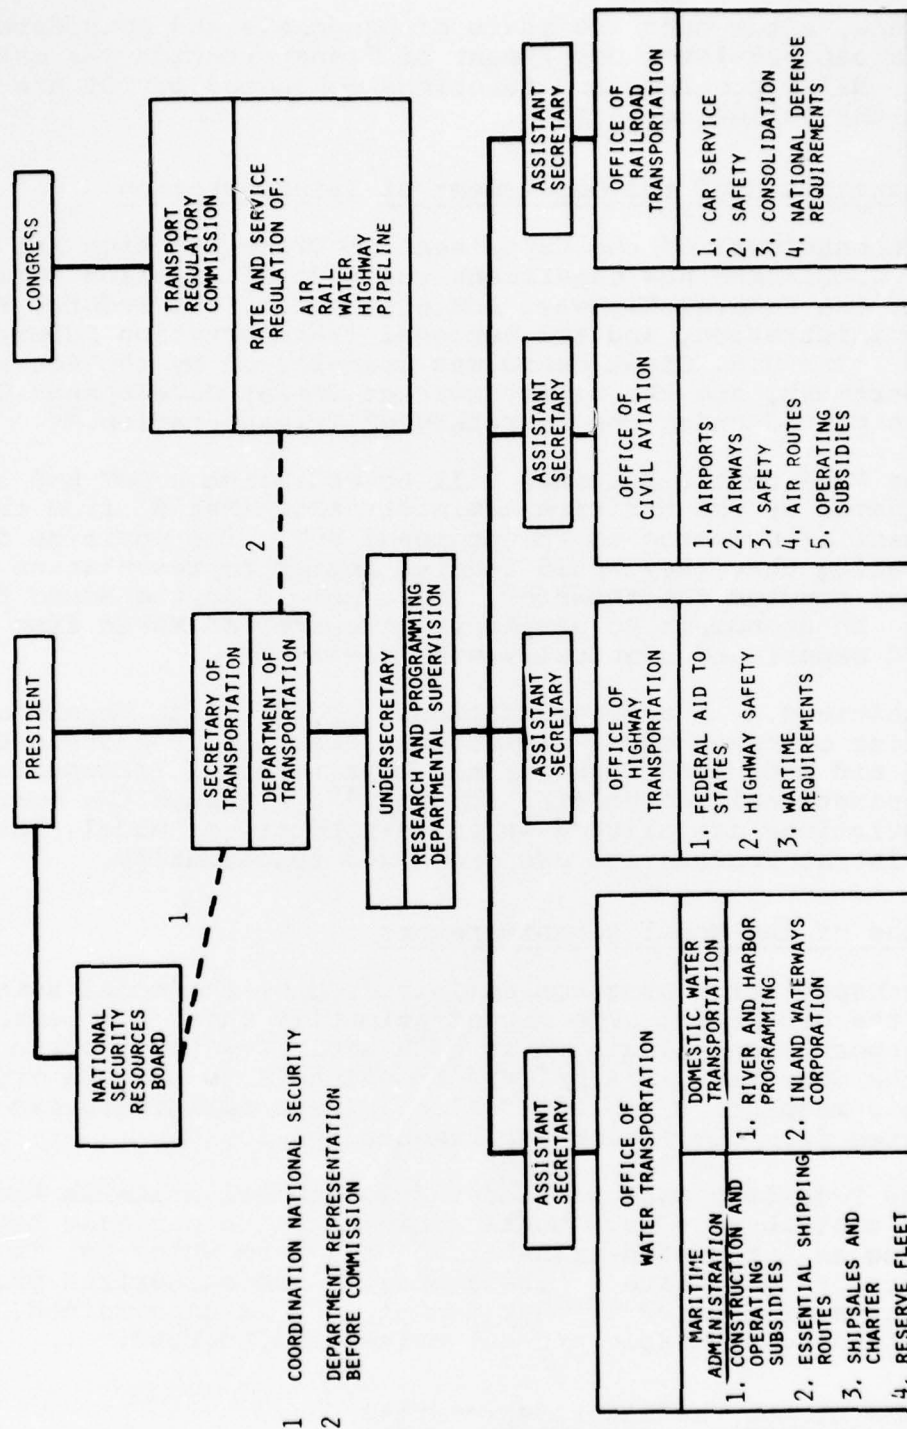 PRESIDENT
CONGRESS
NATIONAL
SECURITY
RESOURCES
BOARD
1
SECRETARY OF
TRANSPORTATION
DEPARTMENT OF
TRANSPORTATION
2
TRANSPORT
REGULATORY
COMMISSION
RATE AND SERVICE
REGULATION OF:
AIR
RAIL
WATER
HIGHWAY
PIPELINE
1 COORDINATION NATIONAL SECURITY
2 DEPARTMENT REPRESENTATION
BEFORE COMMISSION
UNDERSECRETARY
RESEARCH AND PROGRAMMING
DEPARTMENTAL SUPERVISION
ASSISTANT
SECRETARY
OFFICE OF
WATER TRANSPORTATION
MARITIME
ADMINISTRATION
1. CONSTRUCTION AND
OPERATING
SUBSIDIES
2. ESSENTIAL SHIPPING
ROUTES
3. SHIPSALES AND
CHARTER
4. RESERVE FLEET
DOMESTIC WATER
TRANSPORTATION
1. RIVER AND HARBOR
PROGRAMMING
2. INLAND WATERWAYS
CORPORATION
ASSISTANT
SECRETARY
OFFICE OF
HIGHWAY
TRANSPORTATION
1. FEDERAL AID TO
STATES,
2. HIGHWAY SAFETY
3. WARTIME
REQUIREMENTS
ASSISTANT
SECRETARY
OFFICE OF
CIVIL AVIATION
1. AIRPORTS
2. AIRWAYS
3. SAFETY
4. AIR ROUTES
5. OPERATING
SUBSIDIES
ASSISTANT
SECRETARY
OFFICE OF
RAILROAD
TRANSPORTATION
1. CAR SERVICE
2. SAFETY
3. CONSOLIDATION
4. NATIONAL DEFENSE
REQUIREMENTS